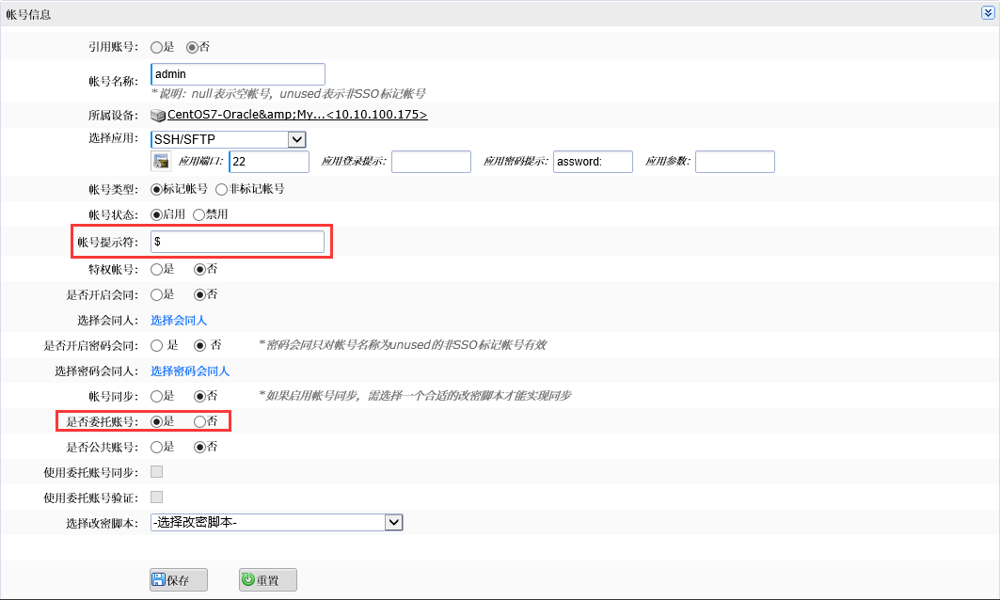 帐号信息
引用账号： 是 否
帐号名称： admin
*说明：null表示空帐号，unused表示非SSO标记帐号
所属设备： CentOS7-Oracle&amp;My...<10.10.100.175>
选择应用： SSH/SFTP
应用端口： 22 应用登录提示： 应用密码提示： assword: 应用参数：
帐号类型： 标记帐号 非标记帐号
帐号状态： 启用 禁用
帐号提示符： $
特权帐号： 是 否
是否开启会同： 是 否
选择会同人： 选择会同人
是否开启密码会同： 是 否 *密码会同只对帐号名称为unused的非SSO标记帐号有效
选择密码会同人： 选择密码会同人
帐号同步： 是 否 *如果启用帐号同步，需选择一个合适的改密脚本才能实现同步
是否委托账号： 是 否
是否公共账号： 是 否
使用委托账号同步：
使用委托账号验证：
选择改密脚本： -选择改密脚本-
保存 重置